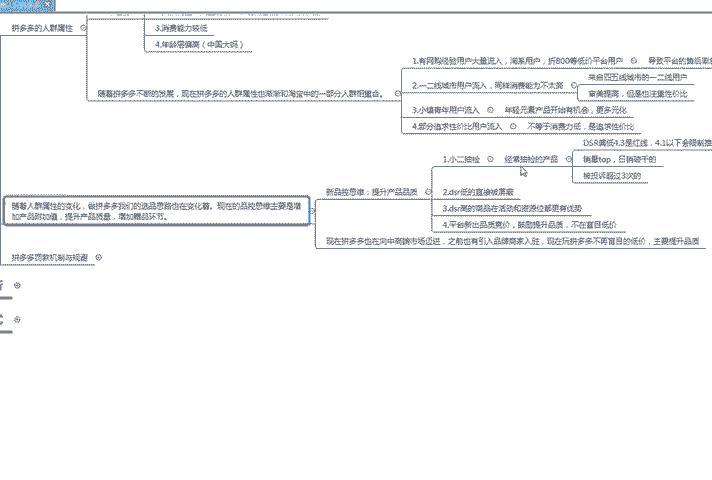 拼多多的人群属性
3.消费能力较低
4.年龄层偏高（中国大妈）
随着拼多多不断的发展，现在拼多多的人群属性也渐渐和淘宝中的一部分人群相重合。
1.有网购经验用户大量流入，淘系用户，折800等低价平台用户
导致平台的售后率
2.一二线城市用户流入，同样消费能力不太高
来自四五线城市的一二线用户
审美提高，但是也注重性价比
3.小镇青年用户流入
年轻元素产品开始有机会，更多元化
4.部分追求性价比用户流入
不等于消费力低，是追求性价比
随着人群属性的变化，做拼多多我们的选品思路也在变化着。现在的品控思维主要是增
加产品附加值，提升产品质量，增加赠品环节。
新品控思维：提升产品品质
1.小二抽检
经常抽检的产品
DSR偏低4.3是红线，4.1以下会限制推
销量top，日销破千的
被投诉超过3次的
2.dsr低的直接被屏蔽
3.dsr高的商品在活动和资源位都更有优势
4.平台新出品质竞价，鼓励提升品质，不在盲目低价
现在拼多多也在向中高端市场迈进，之前也有引入品牌商家入驻，现在玩拼多多不再盲目的低价，主要提升品质
拼多多罚款机制与规避